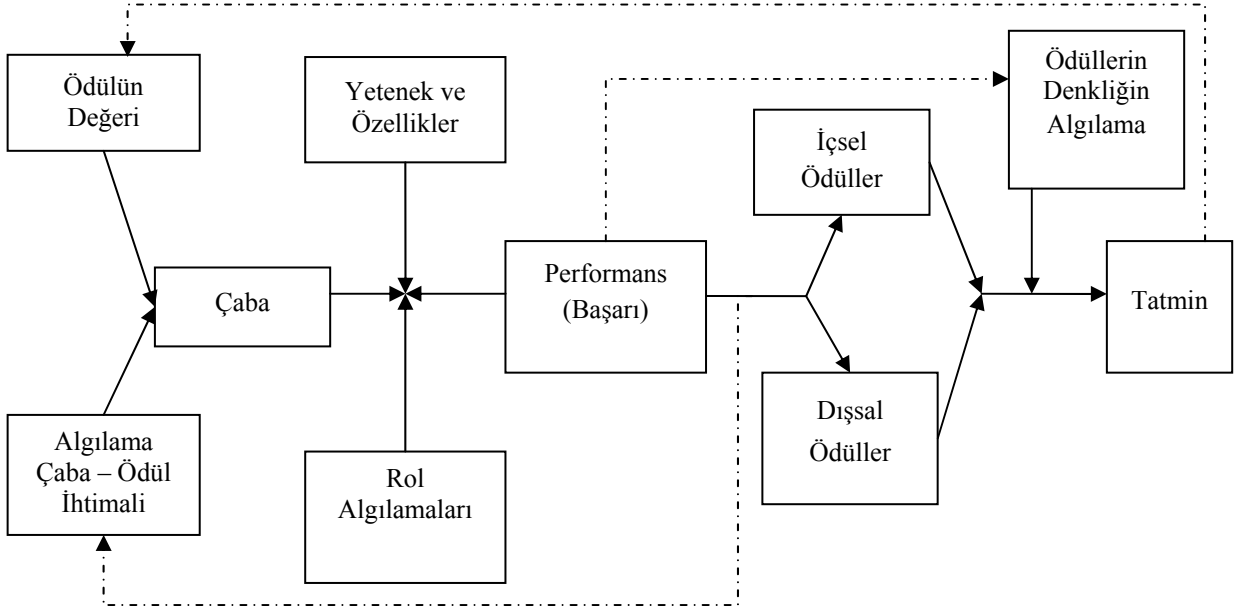 Ödülün
Değeri
Yetenek ve
Özellikler
Ödüllerin
Denkliğin
Algılama
İçsel
Ödüller
Çaba
Performans
(Başarı)
Tatmin
Algılama
Çaba – Ödül
İhtimali
Rol
Algılamaları
Dışsal
Ödüller